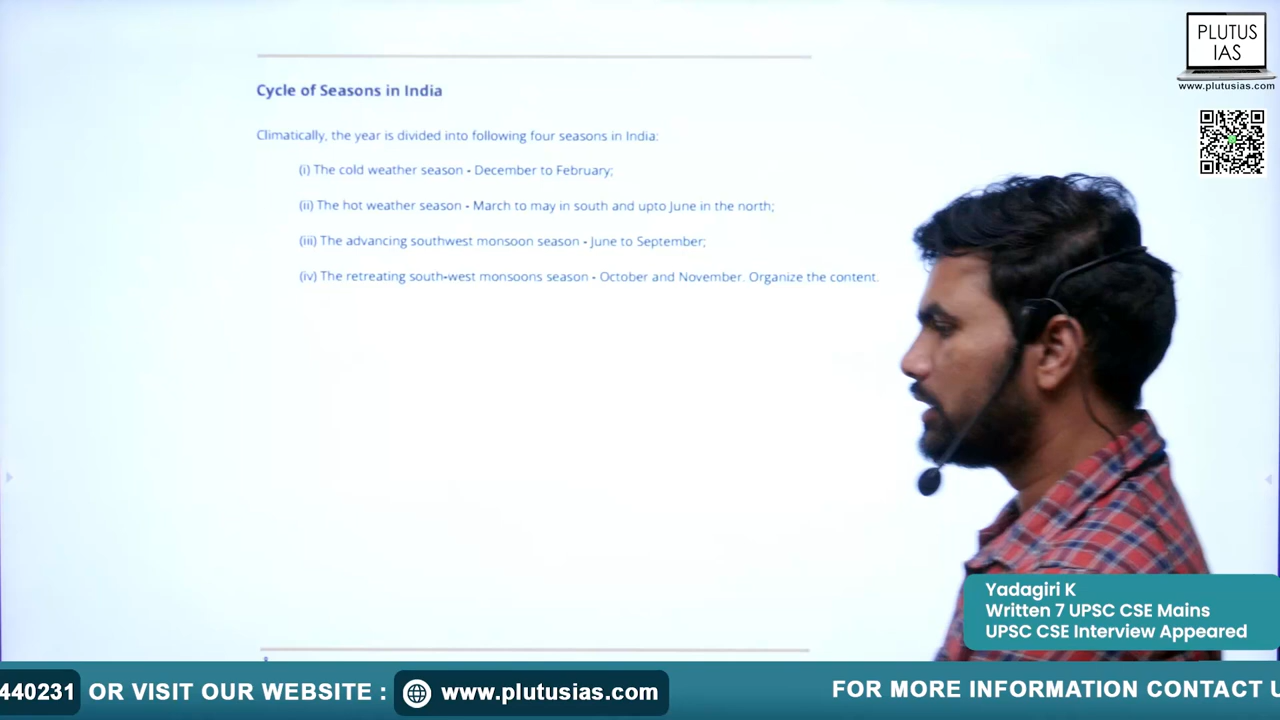 PLUTUS
IAS
www.plutusias.com
Cycle of Seasons in India
Climatically, the year is divided into following four seasons in India:
(i) The cold weather season - December to February;
(ii) The hot weather season - March to may in south and upto June in the north;
(iii) The advancing southwest monsoon season - June to September;
(iv) The retreating south-west monsoons season - October and November. Organize the content.
Yadagiri K
Written 7 UPSC CSE Mains
UPSC CSE Interview Appeared
440231 OR VISIT OUR WEBSITE : www.plutusias.com FOR MORE INFORMATION CONTACT U